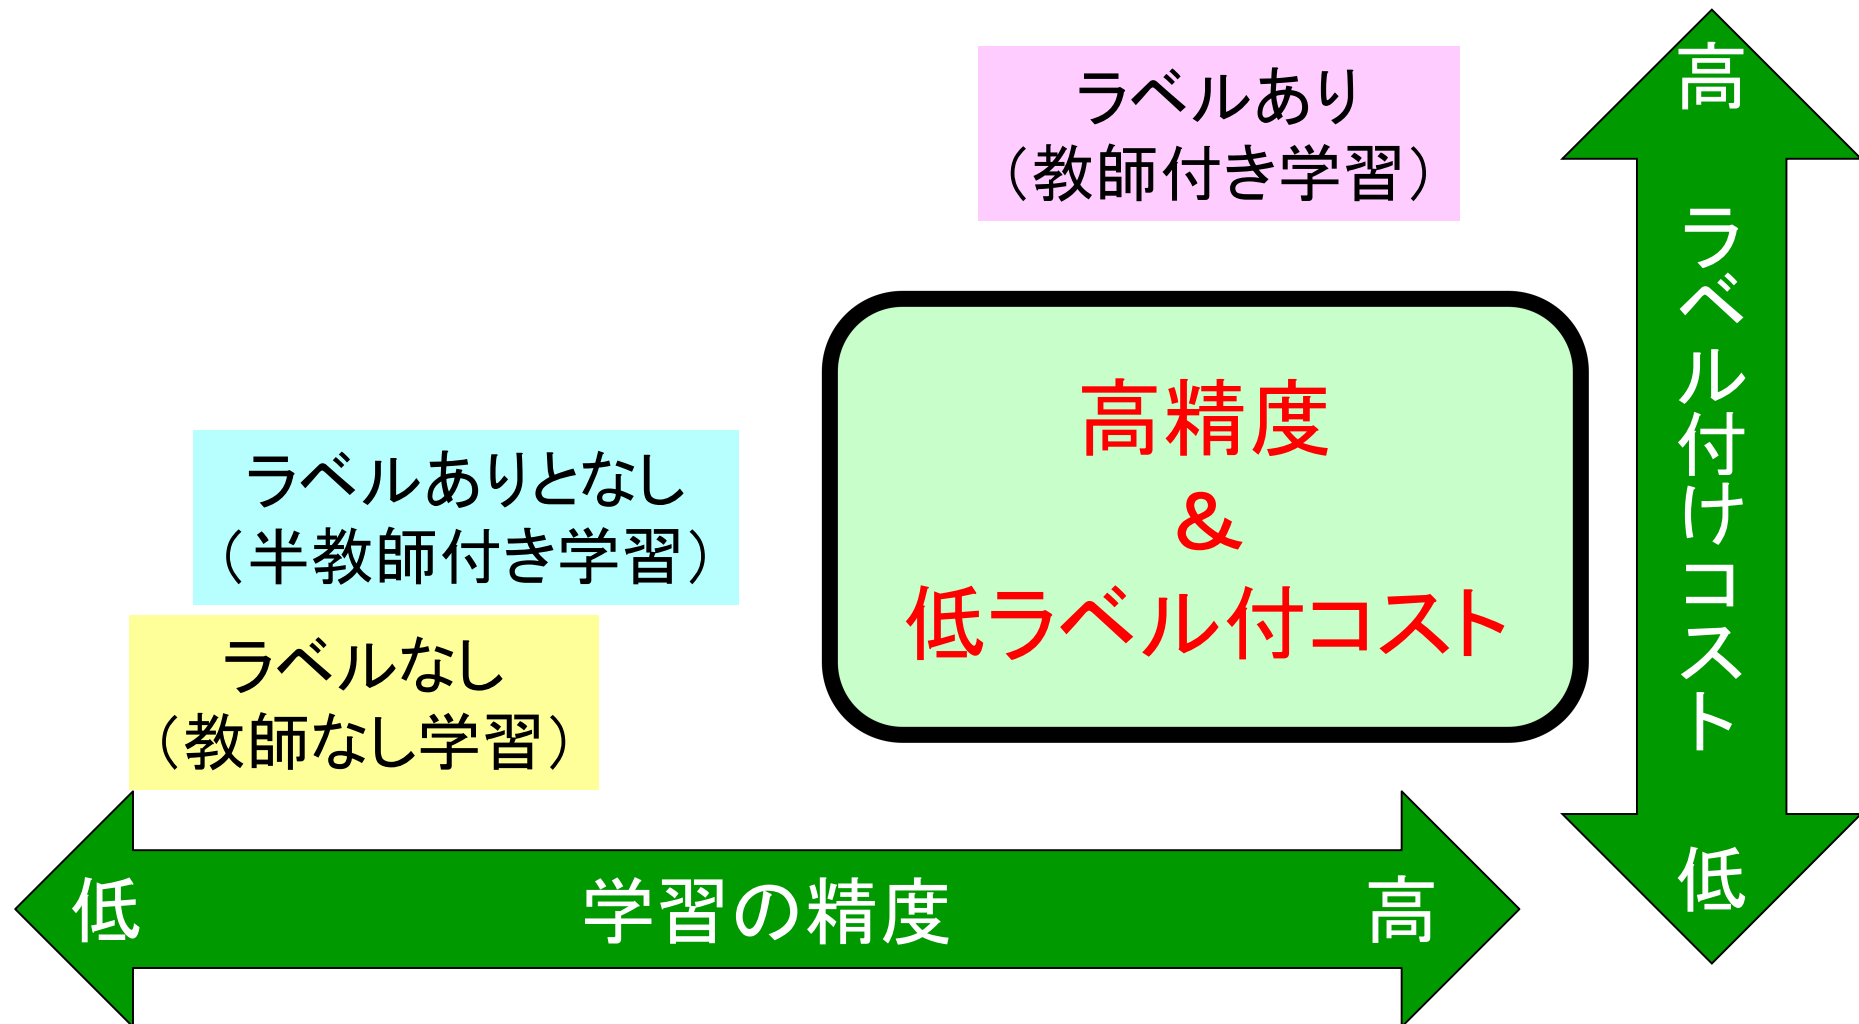 ラベルあり
（教師付き学習）
高精度
&
低ラベル付コスト
ラベルありとなし
（半教師付き学習）
ラベルなし
（教師なし学習）
低 学習の精度 高
高 ラベル付けコスト 低